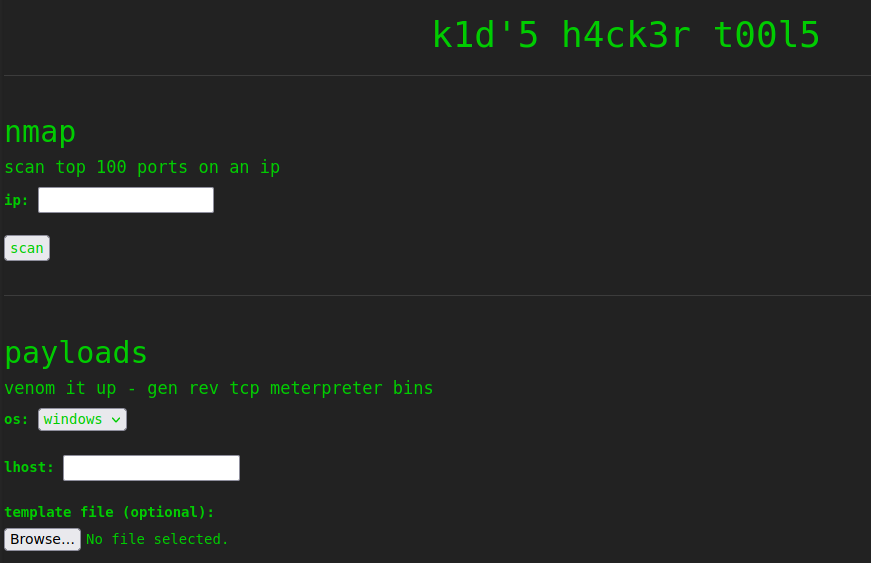 k1d'5 h4ck3r t00l5
nmap
scan top 100 ports on an ip
ip:
scan
payloads
venom it up - gen rev tcp meterpreter bins
os: windows
lhost:
template file (optional):
Browse... No file selected.